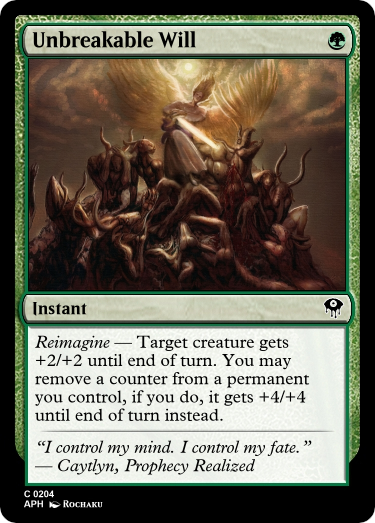 Unbreakable Will
Instant
Reimagine — Target creature gets
+2/+2 until end of turn. You may
remove a counter from a permanent
you control, if you do, it gets +4/+4
until end of turn instead.
“I control my mind. I control my fate.”
— Caytlyn, Prophecy Realized
C 0204
APH Rochaku